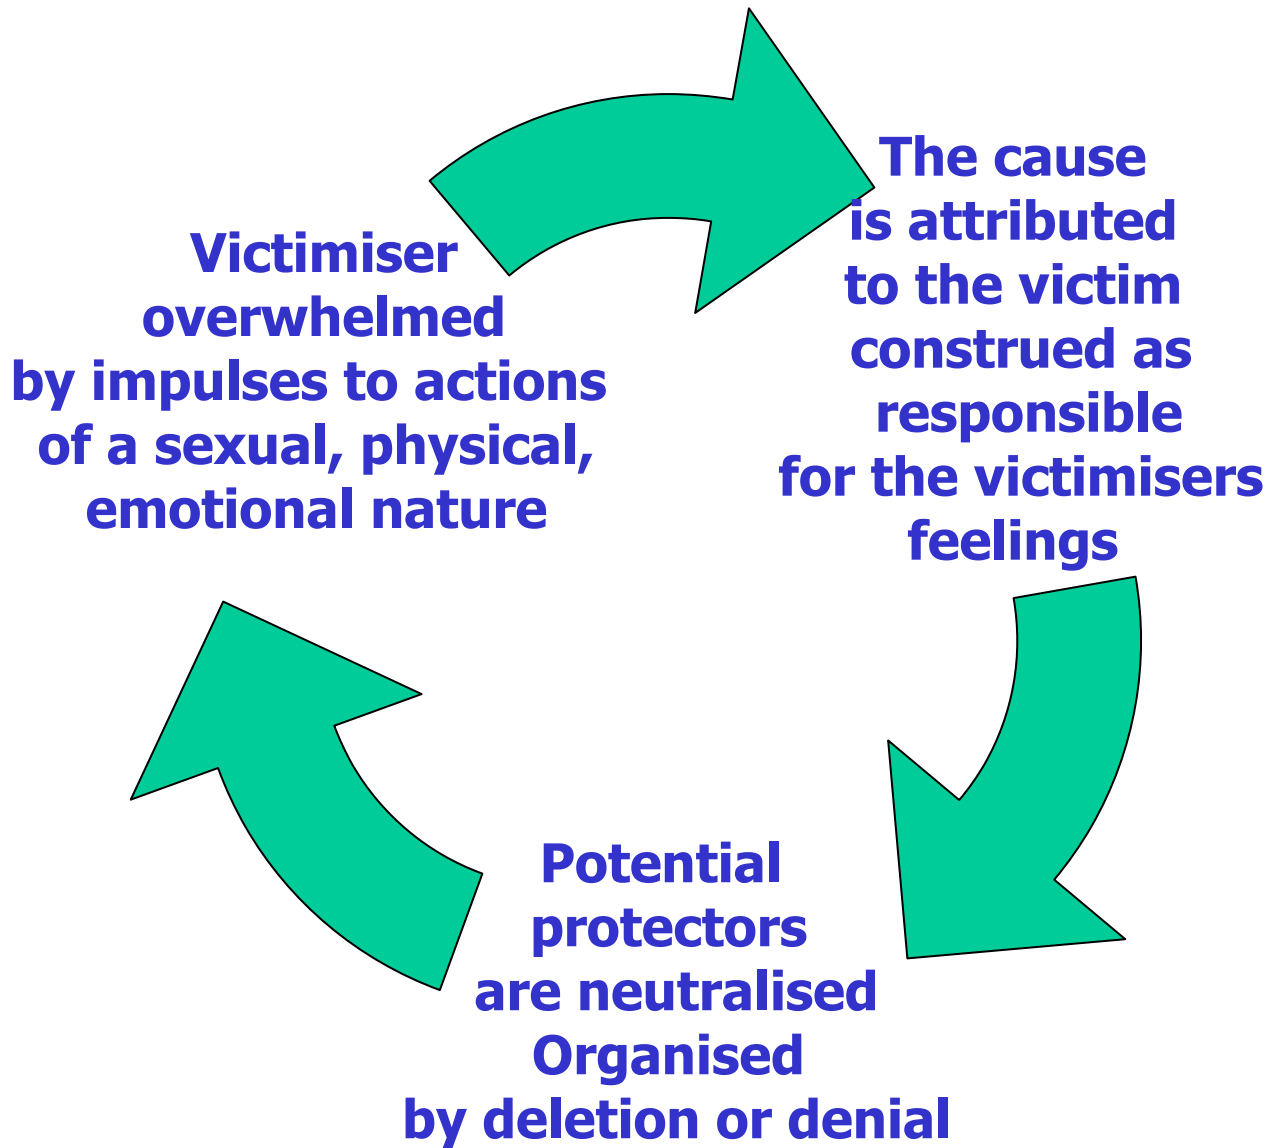 Victimiser
overwhelmed
by impulses to actions
of a sexual, physical,
emotional nature
The cause
is attributed
to the victim
construed as
responsible
for the victimisers
feelings
Potential
protectors
are neutralised
Organised
by deletion or denial